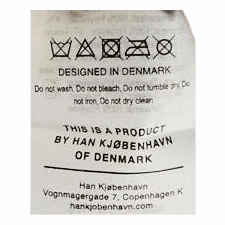 DESIGNED IN DENMARK
Do not wash, Do not bleach, Do not tumble dry, Do
not iron, Do not dry clean
THIS IS A PRODUCT
BY HAN KJØBENHAVN
OF DENMARK
Han Kjøbenhavn
Vognmagergade 7, Copenhagen K
hankjobenhavn.com